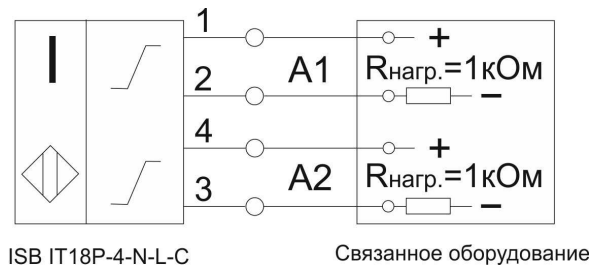 1
+
I
A1
Rнагр.=1кОм
2
−
4
+
A2
Rнагр.=1кОм
3
−
ISB IT18P-4-N-L-C
Связанное оборудование